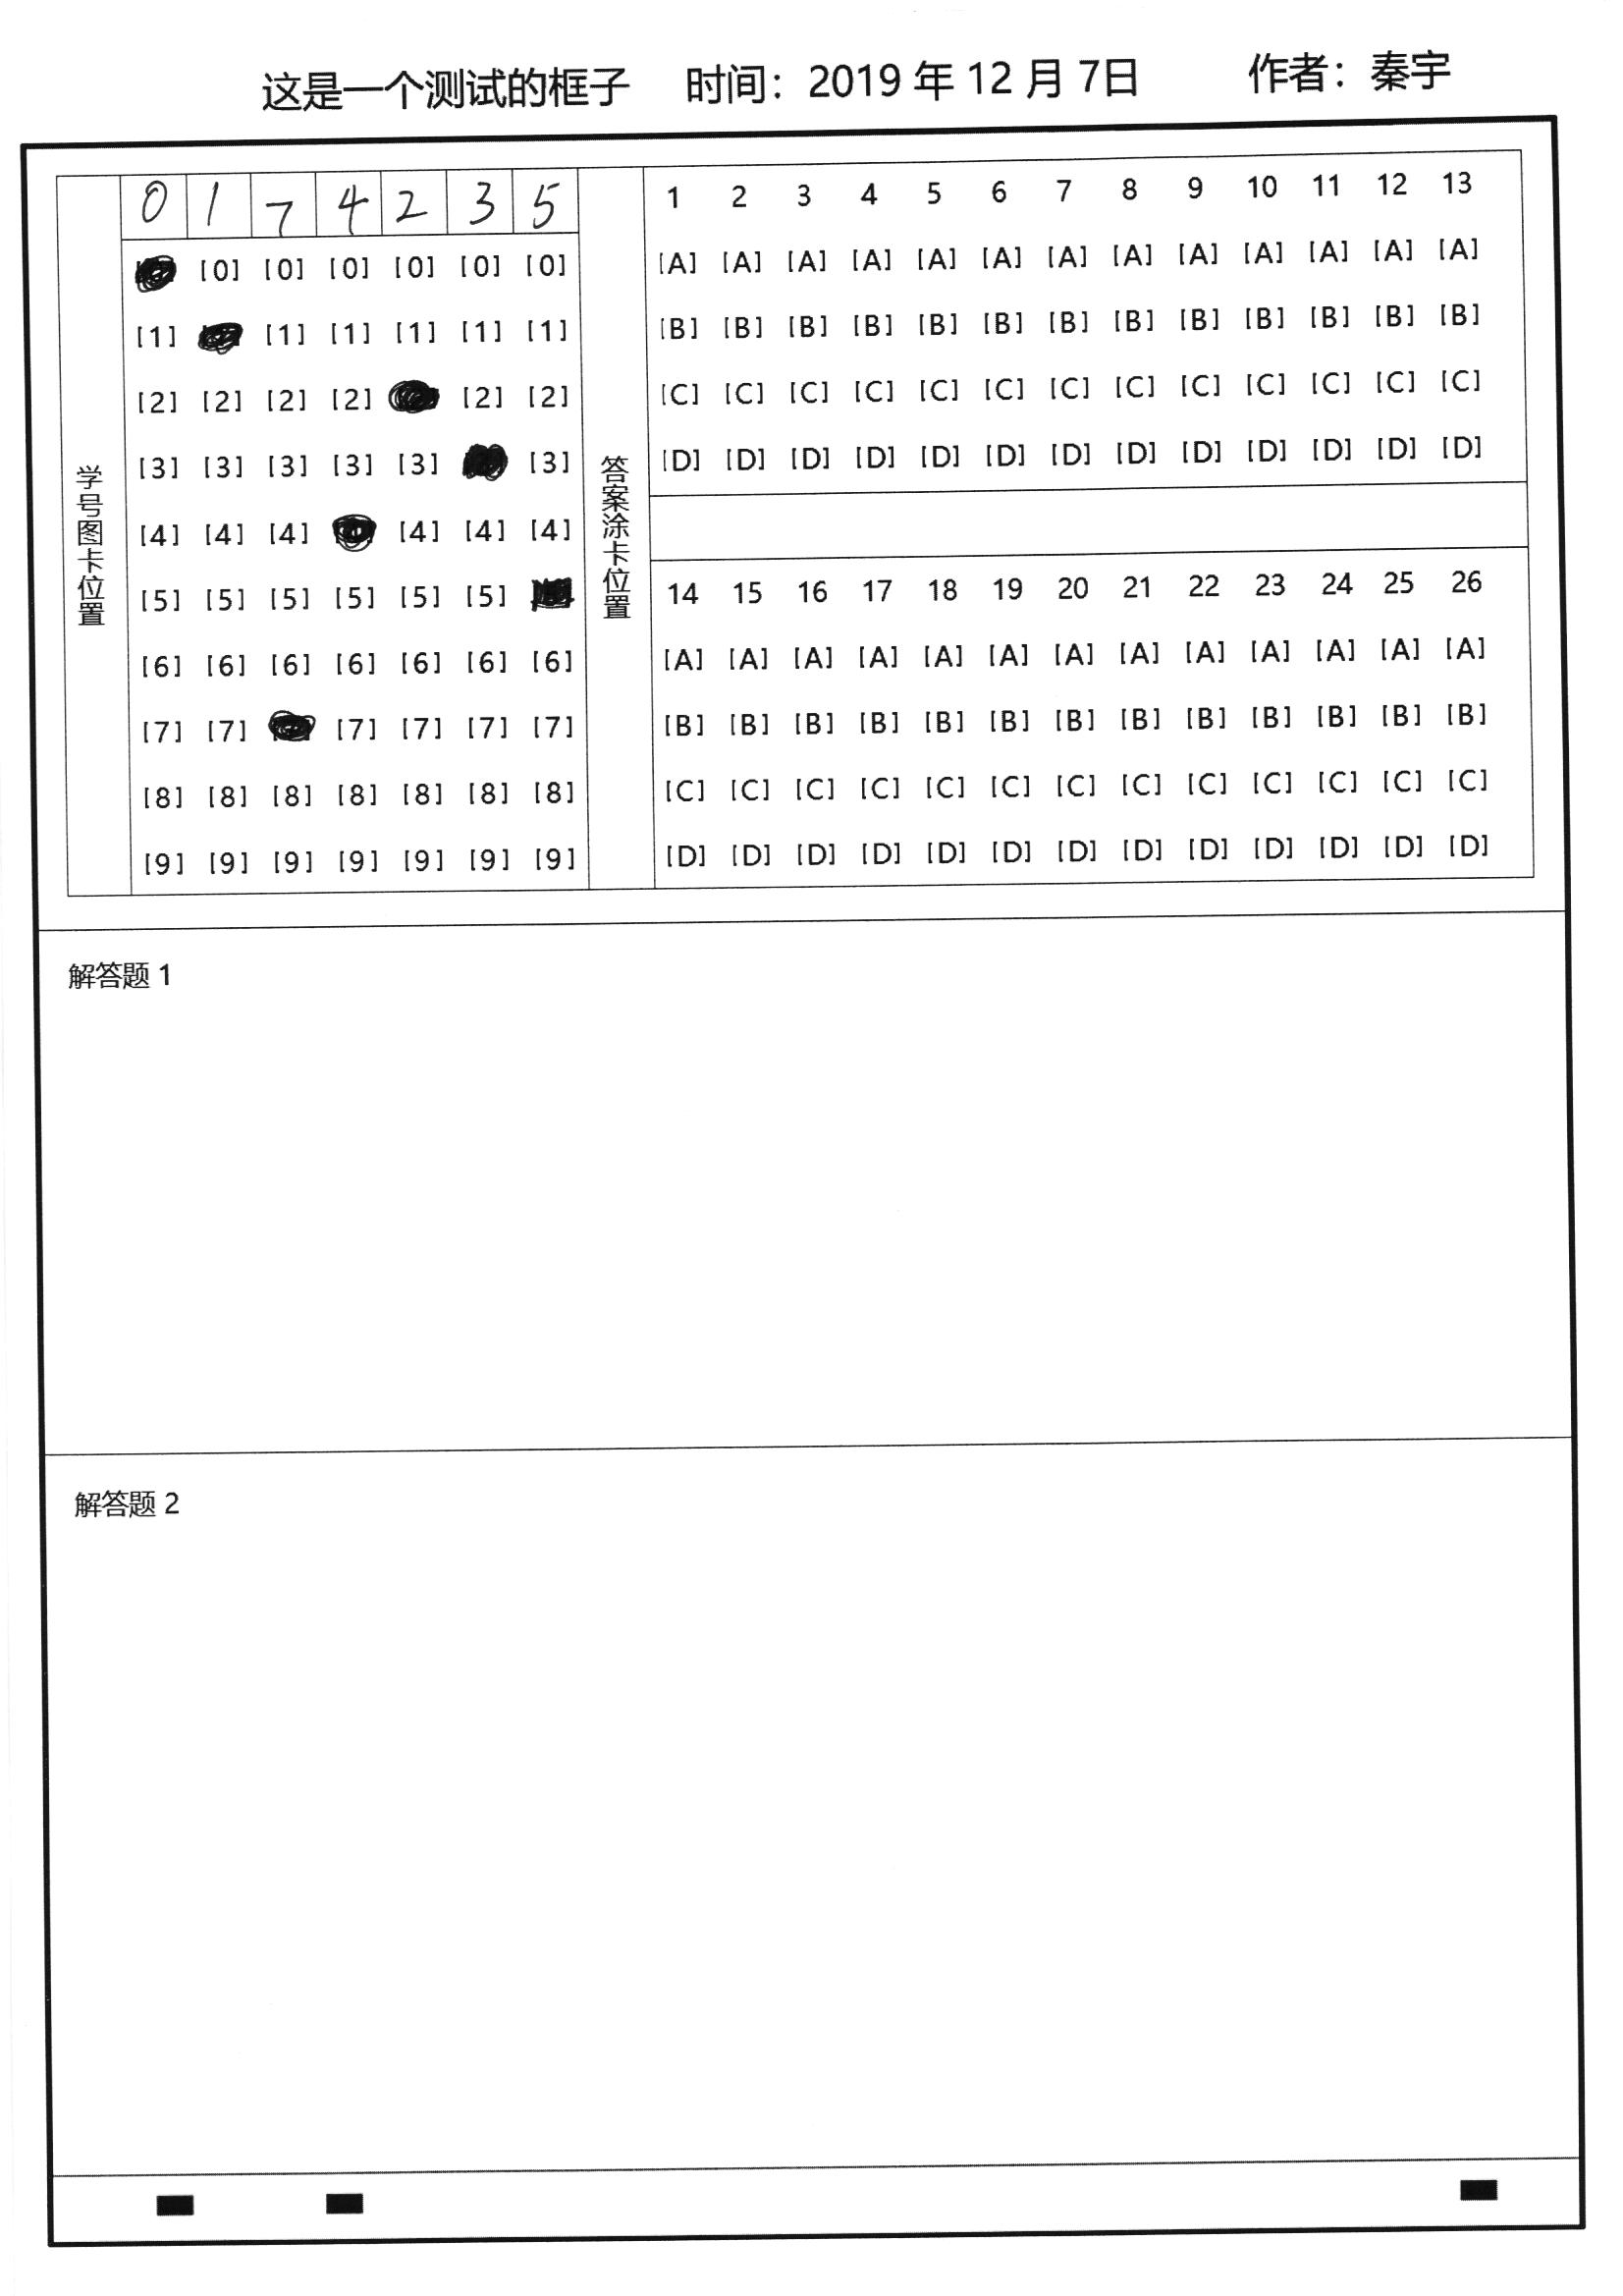 这是一个测试的框子 时间：2019 年 12 月 7日 作者：秦宇
学号图卡位置
0 1 7 4 2 3 5
[0] [0] [0] [0] [0] [0]
[1] [1] [1] [1] [1] [1]
[2] [2] [2] [2] [2] [2]
[3] [3] [3] [3] [3] [3]
[4] [4] [4] [4] [4] [4]
[5] [5] [5] [5] [5] [5]
[6] [6] [6] [6] [6] [6] [6]
[7] [7] [7] [7] [7] [7]
[8] [8] [8] [8] [8] [8] [8]
[9] [9] [9] [9] [9] [9] [9]
答案涂卡位置
1 2 3 4 5 6 7 8 9 10 11 12 13
[A] [A] [A] [A] [A] [A] [A] [A] [A] [A] [A] [A] [A]
[B] [B] [B] [B] [B] [B] [B] [B] [B] [B] [B] [B] [B]
[C] [C] [C] [C] [C] [C] [C] [C] [C] [C] [C] [C] [C]
[D] [D] [D] [D] [D] [D] [D] [D] [D] [D] [D] [D] [D]
14 15 16 17 18 19 20 21 22 23 24 25 26
[A] [A] [A] [A] [A] [A] [A] [A] [A] [A] [A] [A] [A]
[B] [B] [B] [B] [B] [B] [B] [B] [B] [B] [B] [B] [B]
[C] [C] [C] [C] [C] [C] [C] [C] [C] [C] [C] [C] [C]
[D] [D] [D] [D] [D] [D] [D] [D] [D] [D] [D] [D] [D]
解答题 1
解答题 2